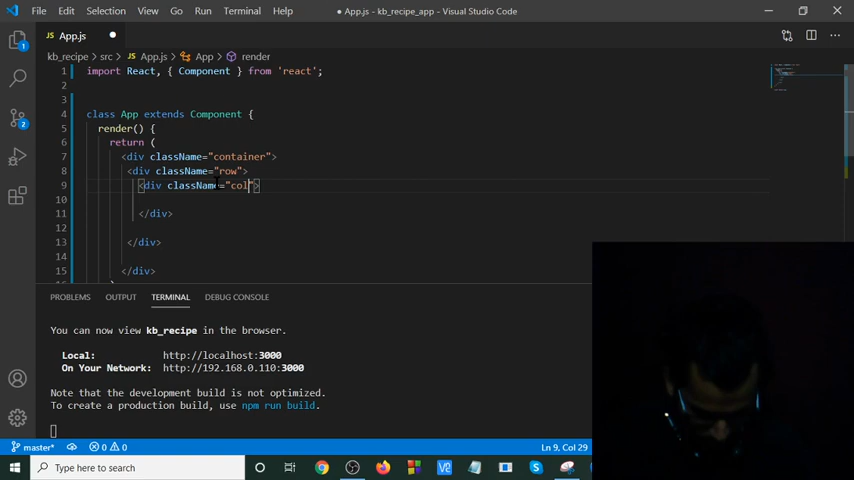 File Edit Selection View Go Run Terminal Help
● App.js - kb_recipe_app - Visual Studio Code
App.js
kb_recipe > src > JS App.js > App > render
1 import React, { Component } from 'react';
2
3
4 class App extends Component {
5 render() {
6 return (
7 <div className="container">
8 <div className="row">
9 <div className="col">
10
11 </div>
12
13 </div>
14
15 </div>
PROBLEMS OUTPUT TERMINAL DEBUG CONSOLE
You can now view kb_recipe in the browser.
Local: http://localhost:3000
On Your Network: http://192.168.0.110:3000
Note that the development build is not optimized.
To create a production build, use npm run build.
master* 0 0 Ln 9, Col 29
Type here to search